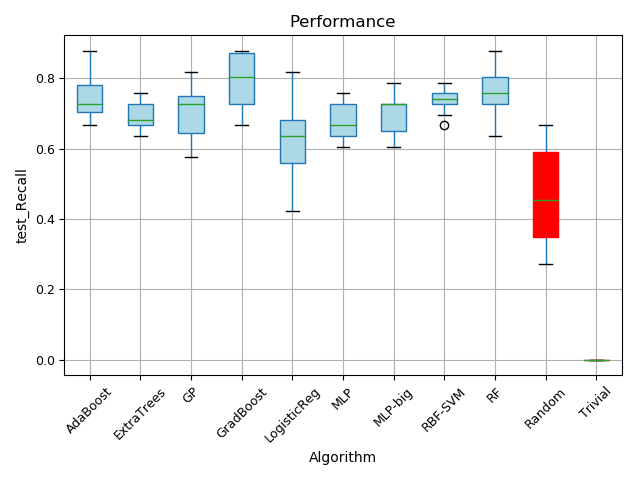 Performance
test_Recall
0.8
0.6
0.4
0.2
0.0
AdaBoost
ExtraTrees
GP
GradBoost
LogisticReg
MLP
MLP-big
RBF-SVM
RF
Random
Trivial
Algorithm